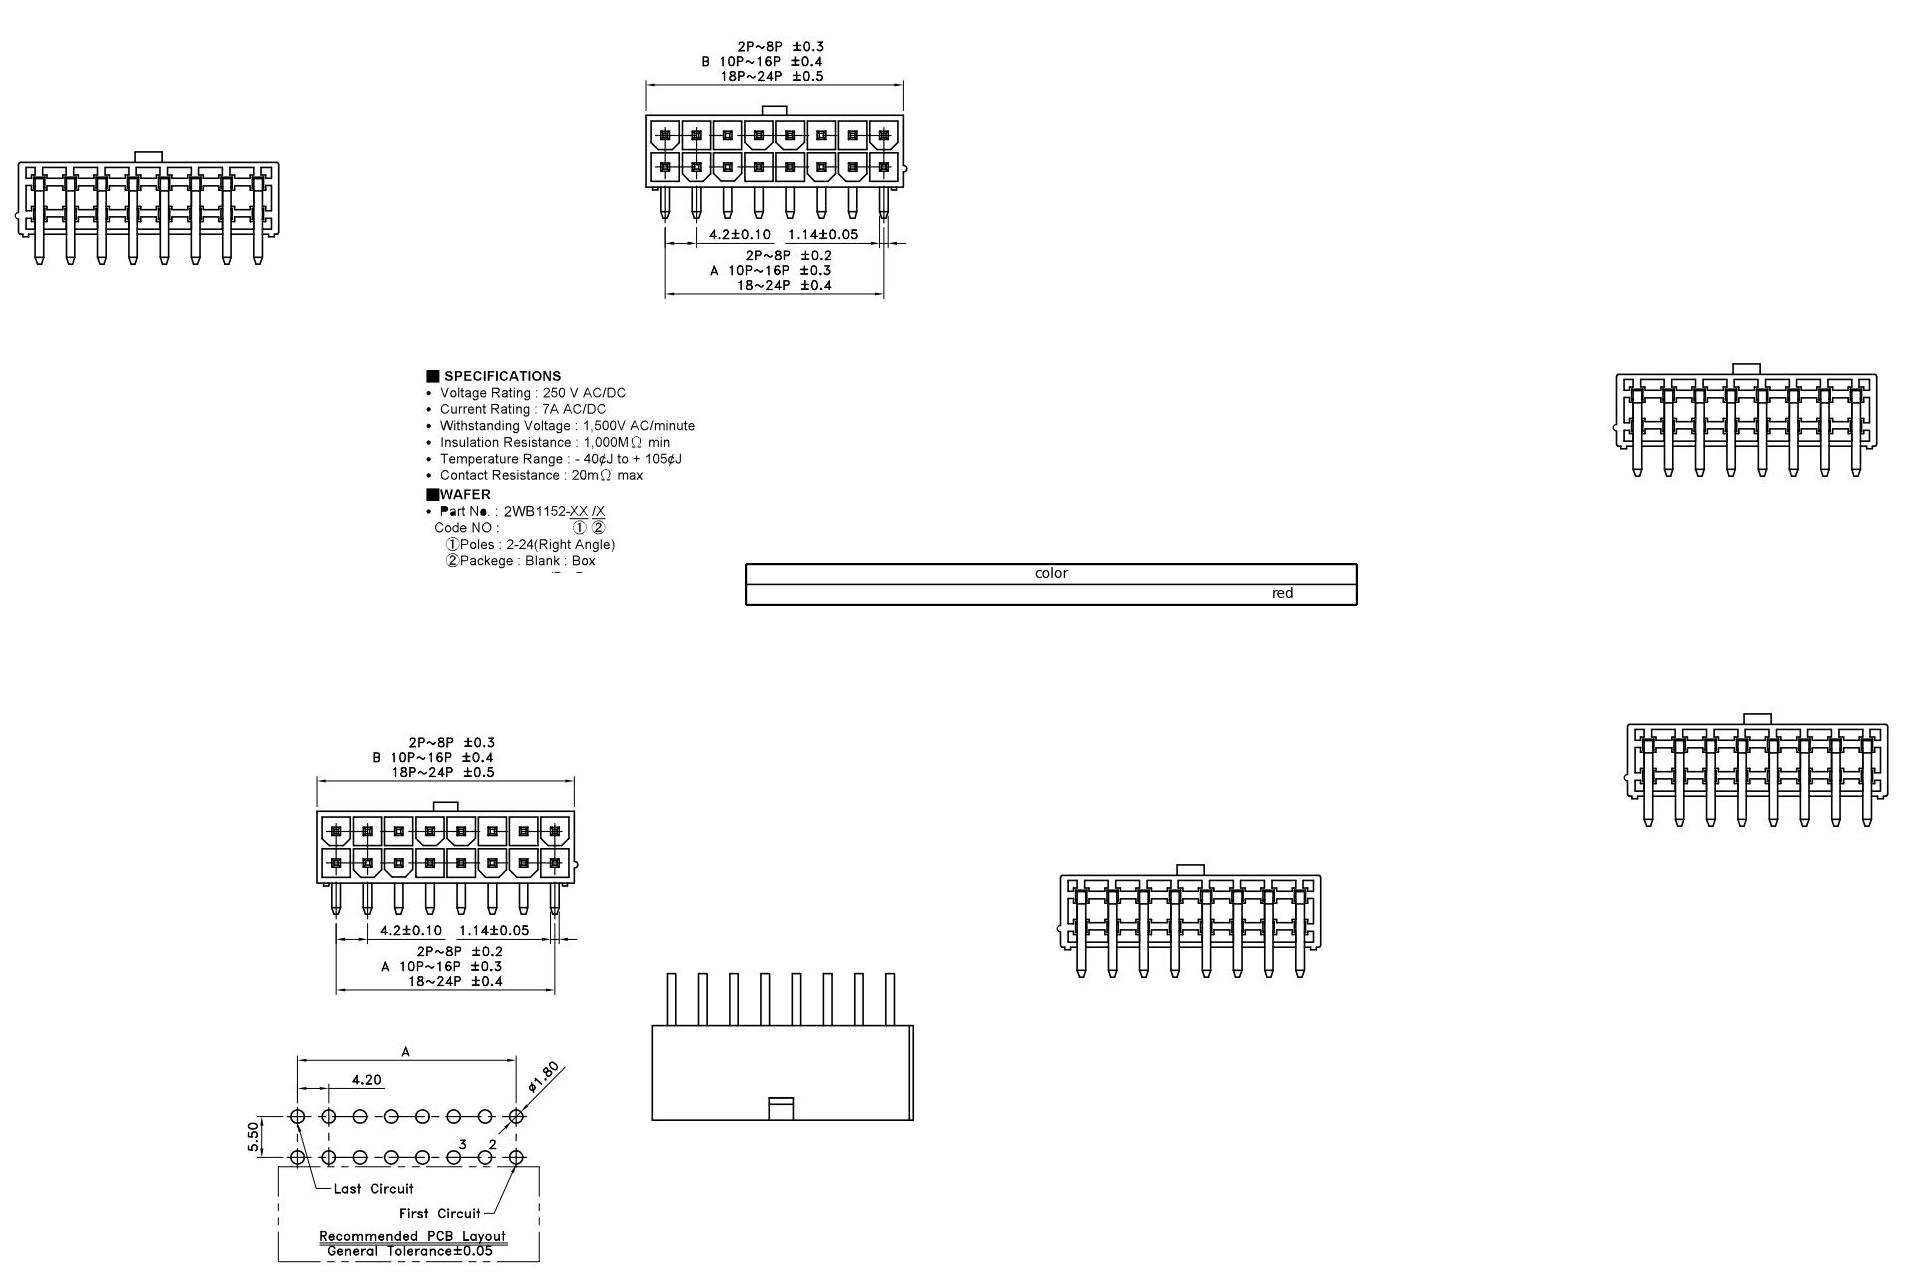 2P~8P ±0.3
B 10P~16P ±0.4
18P~24P ±0.5
4.2±0.10 1.14±0.05
2P~8P ±0.2
A 10P~16P ±0.3
18~24P ±0.4
SPECIFICATIONS
• Voltage Rating : 250 V AC/DC
• Current Rating : 7A AC/DC
• Withstanding Voltage : 1,500V AC/minute
• Insulation Resistance : 1,000MΩ min
• Temperature Range : - 40¢J to + 105¢J
• Contact Resistance : 20mΩ max
WAFER
• Part No. : 2WB1152-XX /X
Code NO : ① ②
①Poles : 2-24(Right Angle)
②Packege : Blank : Box
color
red
2P~8P ±0.3
B 10P~16P ±0.4
18P~24P ±0.5
4.2±0.10 1.14±0.05
2P~8P ±0.2
A 10P~16P ±0.3
18~24P ±0.4
A
4.20
ø1.80
5.50
3 2
Last Circuit
First Circuit
Recommended PCB Layout
General Tolerance±0.05